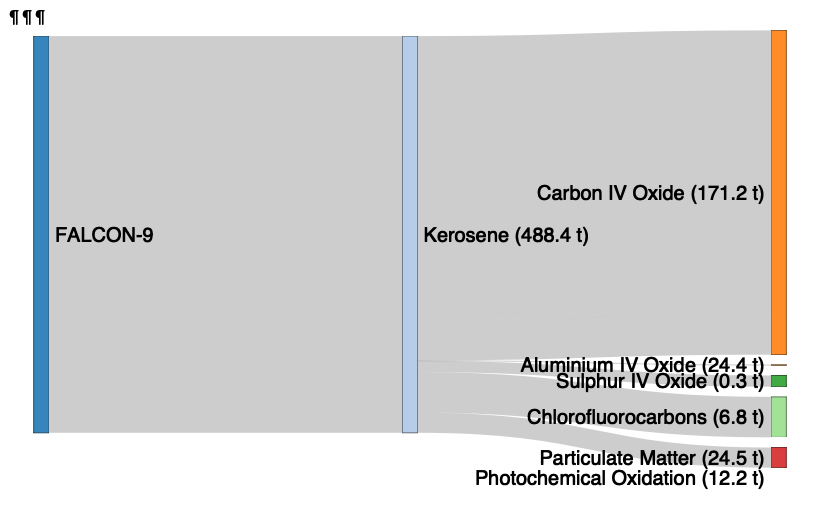 ¶¶¶
Carbon IV Oxide (171.2 t)
FALCON-9
Kerosene (488.4 t)
Aluminium IV Oxide (24.4 t)
Sulphur IV Oxide (0.3 t)
Chlorofluorocarbons (6.8 t)
Particulate Matter (24.5 t)
Photochemical Oxidation (12.2 t)